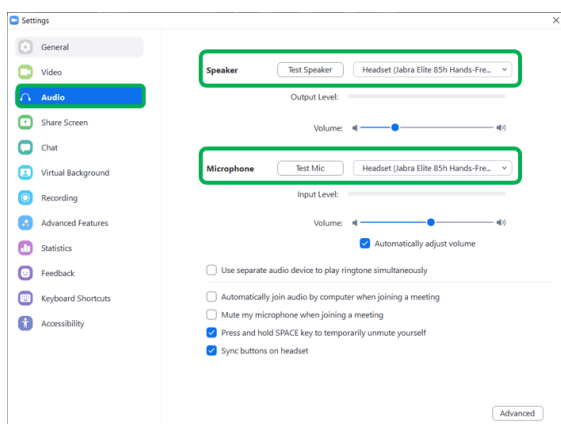 Settings
General
Video
Audio
Share Screen
Chat
Virtual Background
Recording
Advanced Features
Statistics
Feedback
Keyboard Shortcuts
Accessibility
Speaker Test Speaker Headset (Jabra Elite 85h Hands-Fre...
Output Level:
Volume:
Microphone Test Mic Headset (Jabra Elite 85h Hands-Fre...
Input Level:
Volume:
Automatically adjust volume
Use separate audio device to play ringtone simultaneously
Automatically join audio by computer when joining a meeting
Mute my microphone when joining a meeting
Press and hold SPACE key to temporarily unmute yourself
Sync buttons on headset
Advanced